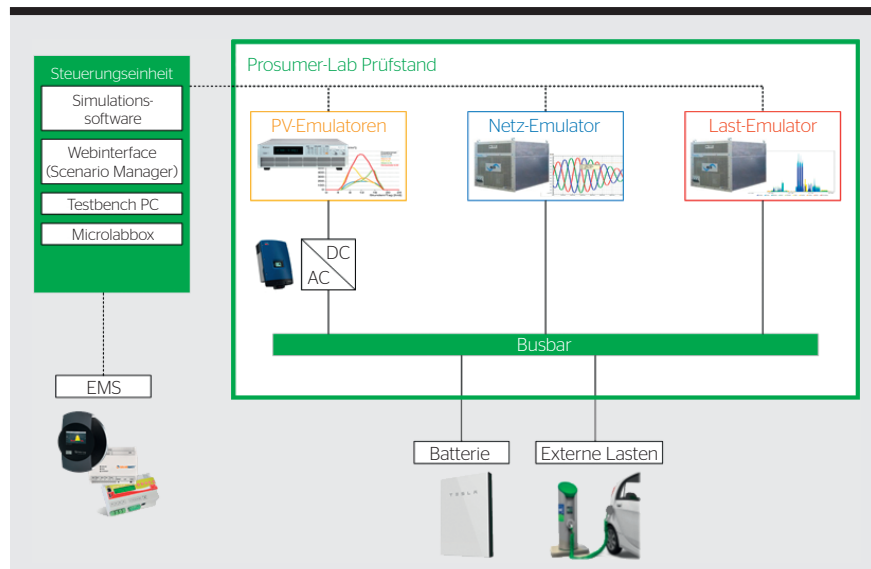 Steuerungseinheit
Simulations-
software
Webinterface
(Scenario Manager)
Testbench PC
Microlabbox
EMS
Prosumer-Lab Prüfstand
PV-Emulatoren
Netz-Emulator
Last-Emulator
DC
AC
Busbar
Batterie
Externe Lasten
TESLA